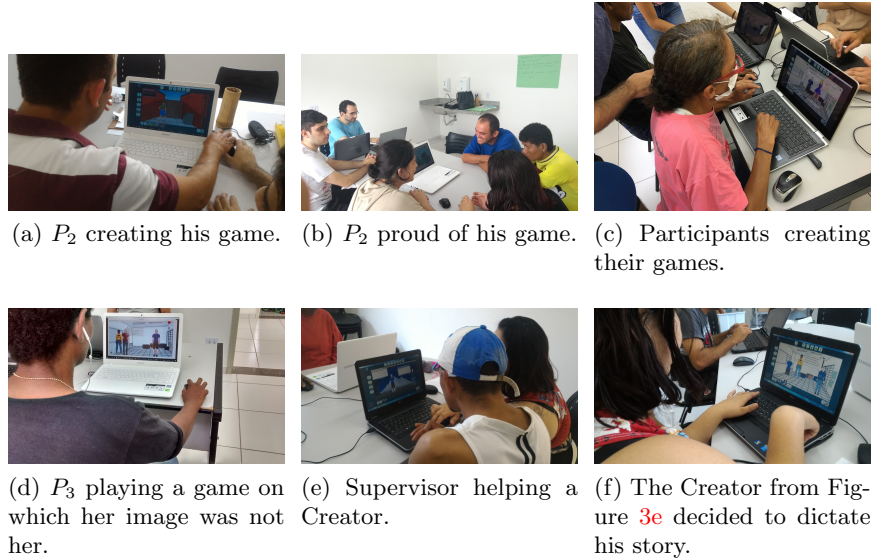 (a) P2 creating his game.
(b) P2 proud of his game.
(c) Participants creating
their games.
(d) P3 playing a game on
which her image was not
her.
(e) Supervisor helping a
Creator.
(f) The Creator from Fig-
ure 3e decided to dictate
his story.